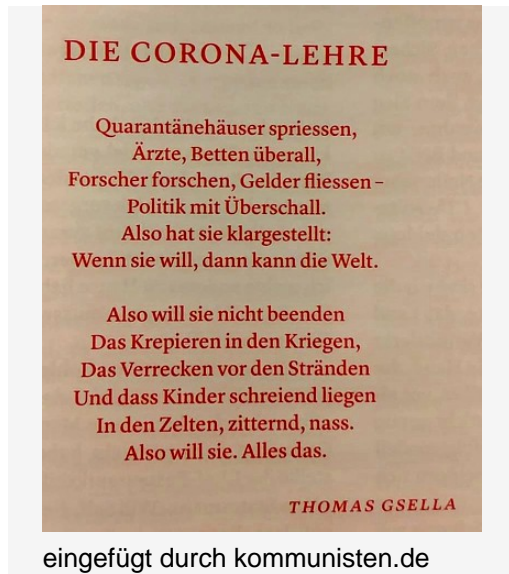 DIE CORONA-LEHRE
Quarantänehäuser spriessen,
Ärzte, Betten überall,
Forscher forschen, Gelder fliessen –
Politik mit Überschall.
Also hat sie klargestellt:
Wenn sie will, dann kann die Welt.
Also will sie nicht beenden
Das Krepieren in den Kriegen,
Das Verrecken vor den Stränden
Und dass Kinder schreiend liegen
In den Zelten, zitternd, nass.
Also will sie. Alles das.
THOMAS GSELLA
eingefügt durch kommunisten.de